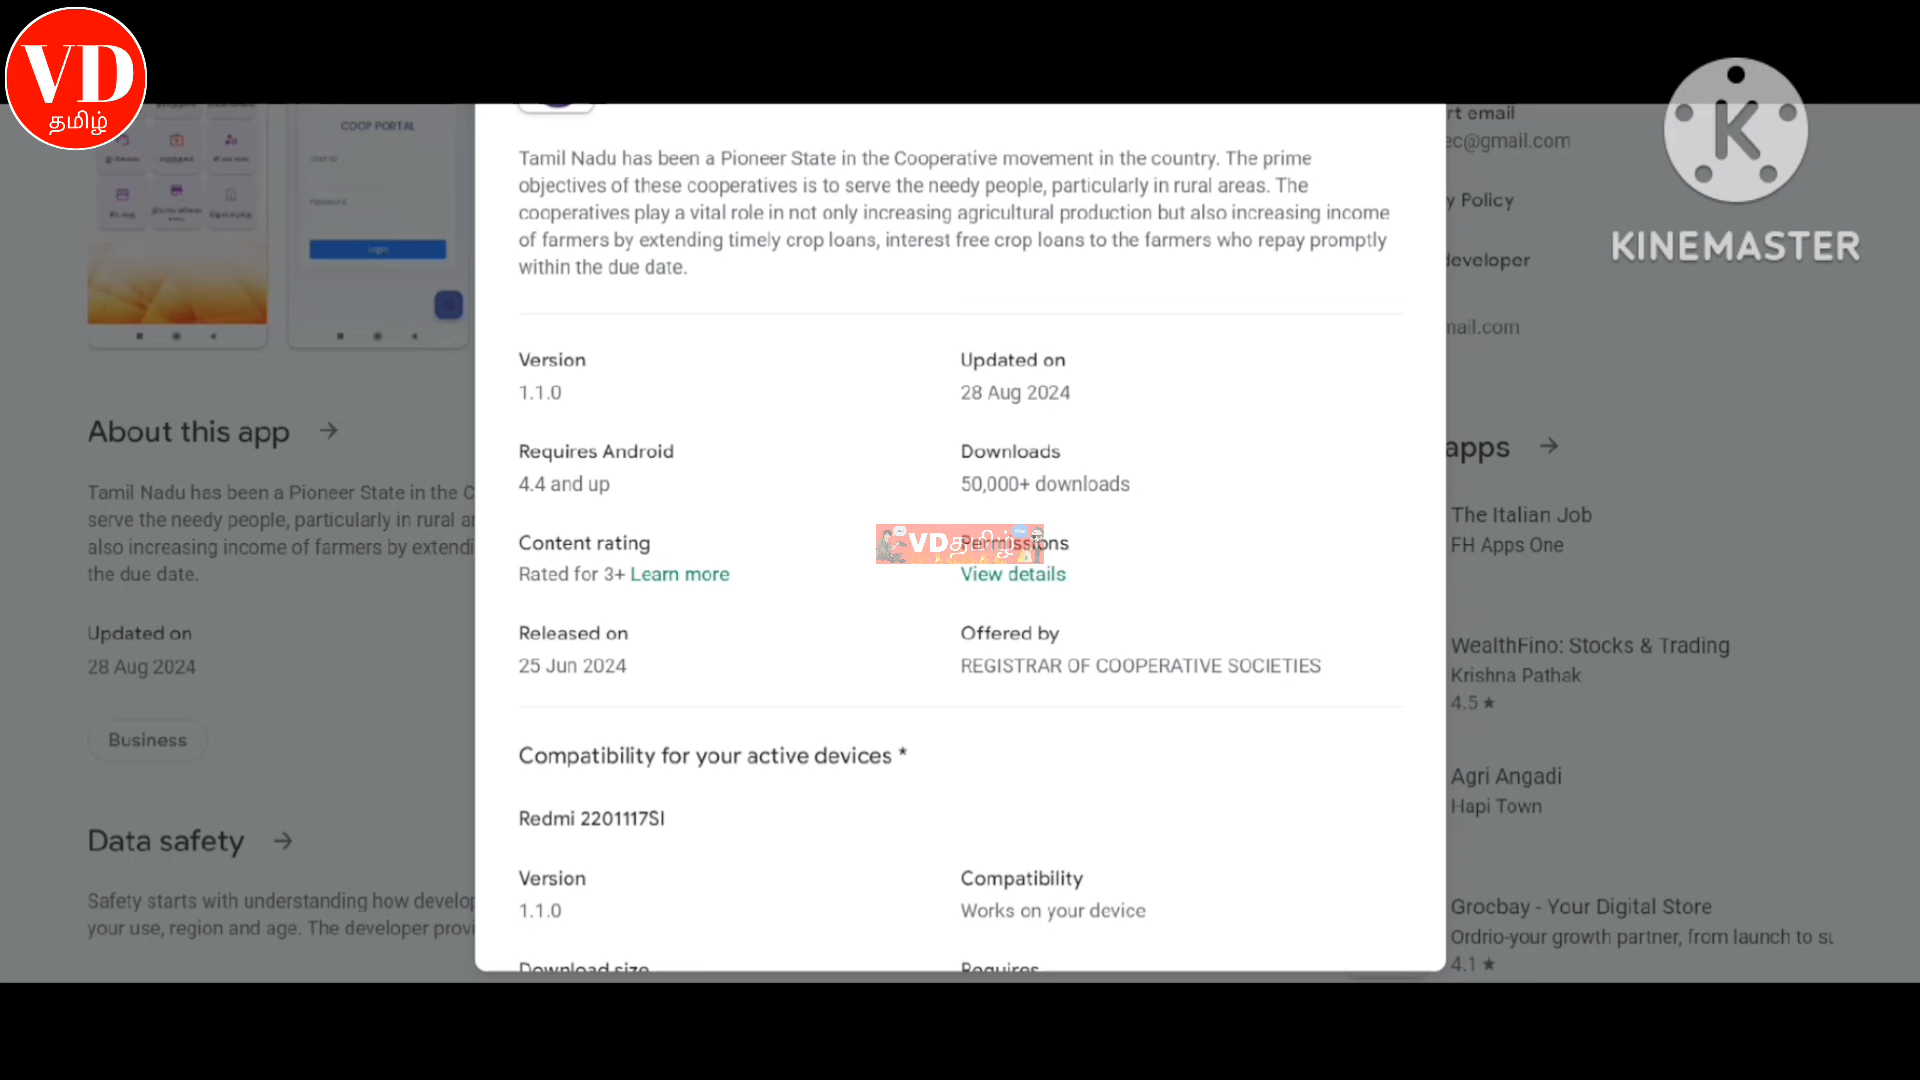 VD
தமிழ்
KINEMASTER
COOP PORTAL
User ID
Password
Login
Tamil Nadu has been a Pioneer State in the Cooperative movement in the country. The prime
objectives of these cooperatives is to serve the needy people, particularly in rural areas. The
cooperatives play a vital role in not only increasing agricultural production but also increasing income
of farmers by extending timely crop loans, interest free crop loans to the farmers who repay promptly
within the due date.
Version
1.1.0
Updated on
28 Aug 2024
Requires Android
4.4 and up
Downloads
50,000+ downloads
Content rating
Rated for 3+ Learn more
Permissions
View details
VDதமிழ்
Released on
25 Jun 2024
Offered by
REGISTRAR OF COOPERATIVE SOCIETIES
Compatibility for your active devices *
Redmi 2201117SI
Version
1.1.0
Compatibility
Works on your device
Download size
Requires
About this app
Tamil Nadu has been a Pioneer State in the C
serve the needy people, particularly in rural
also increasing income of farmers by extendi
the due date.
Updated on
28 Aug 2024
Business
Data safety
Safety starts with understanding how develop
your use, region and age. The developer provi
rt email
ec@gmail.com
y Policy
developer
mail.com
apps
The Italian Job
FH Apps One
WealthFino: Stocks & Trading
Krishna Pathak
4.5 ★
Agri Angadi
Hapi Town
Grocbay - Your Digital Store
Ordrio-your growth partner, from launch to
4.1 ★